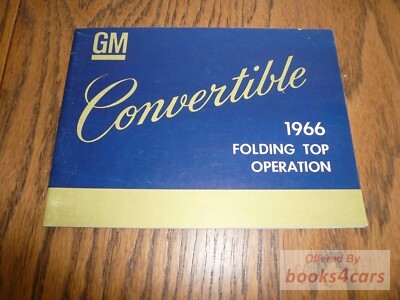 GM
Convertible
1966
FOLDING TOP
OPERATION
Offered By
books4cars